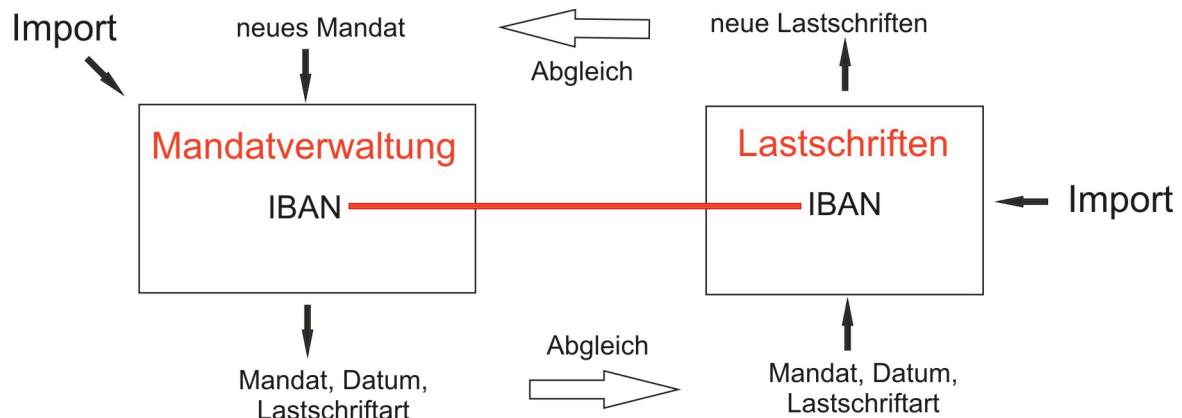 Import
neues Mandat
neue Lastschriften
Abgleich
Mandatverwaltung
Lastschriften
IBAN
IBAN
Import
Abgleich
Mandat, Datum,
Lastschriftart
Mandat, Datum,
Lastschriftart